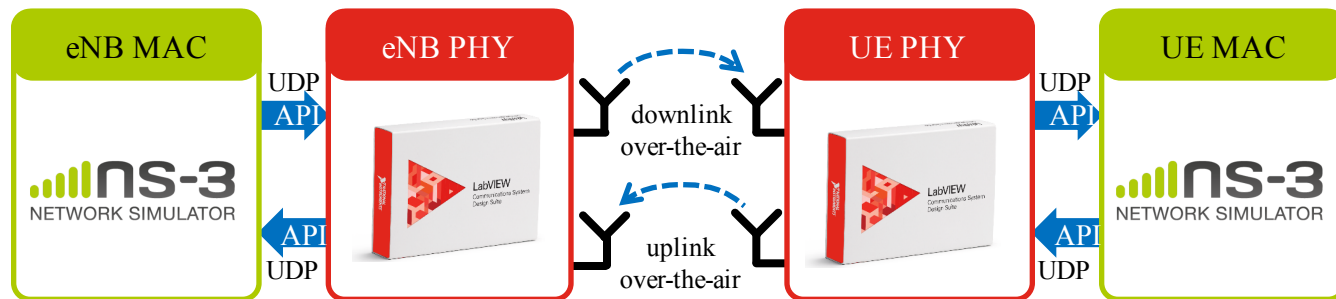 eNB MAC
eNB PHY
UE PHY
UE MAC
UDP
API
downlink
over-the-air
UDP
API
ns-3
NETWORK SIMULATOR
LabVIEW
Communications System
Design Suite
LabVIEW
Communications System
Design Suite
ns-3
NETWORK SIMULATOR
API
UDP
uplink
over-the-air
API
UDP